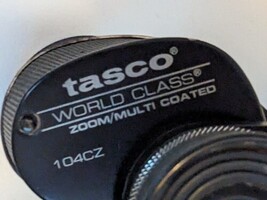 tasco®
WORLD CLASS®
ZOOM/MULTI COATED
104CZ